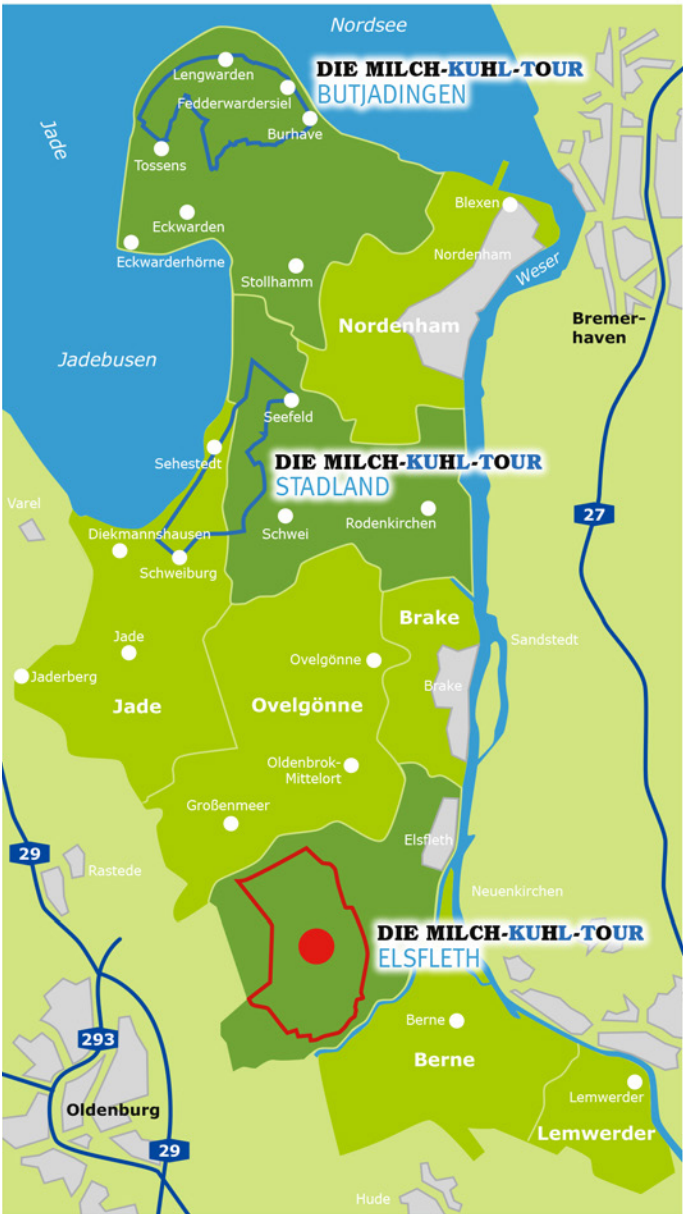 Nordsee
Lengwarden
DIE MILCH-KUHL-TOUR
BUTJADINGEN
Fedderwardersiel
Jade
Burhave
Tossens
Blexen
Eckwarden
Nordenham
Eckwarderhörne
Weser
Stollhamm
Nordenham
Bremer-
haven
Jadebusen
Seefeld
Sehestedt
DIE MILCH-KUHL-TOUR
STADLAND
Varel
27
Rodenkirchen
Schwei
Diekmannshausen
Schweiburg
Brake
Jade
Sandstedt
Ovelgönne
Jaderberg
Brake
Jade
Ovelgönne
Oldenbrok-
Mittelort
Großenmeer
Elsfleth
29
Rastede
Neuenkirchen
DIE MILCH-KUHL-TOUR
ELSFLETH
Berne
293
Berne
Lemwerder
Oldenburg
Lemwerder
29
Hude